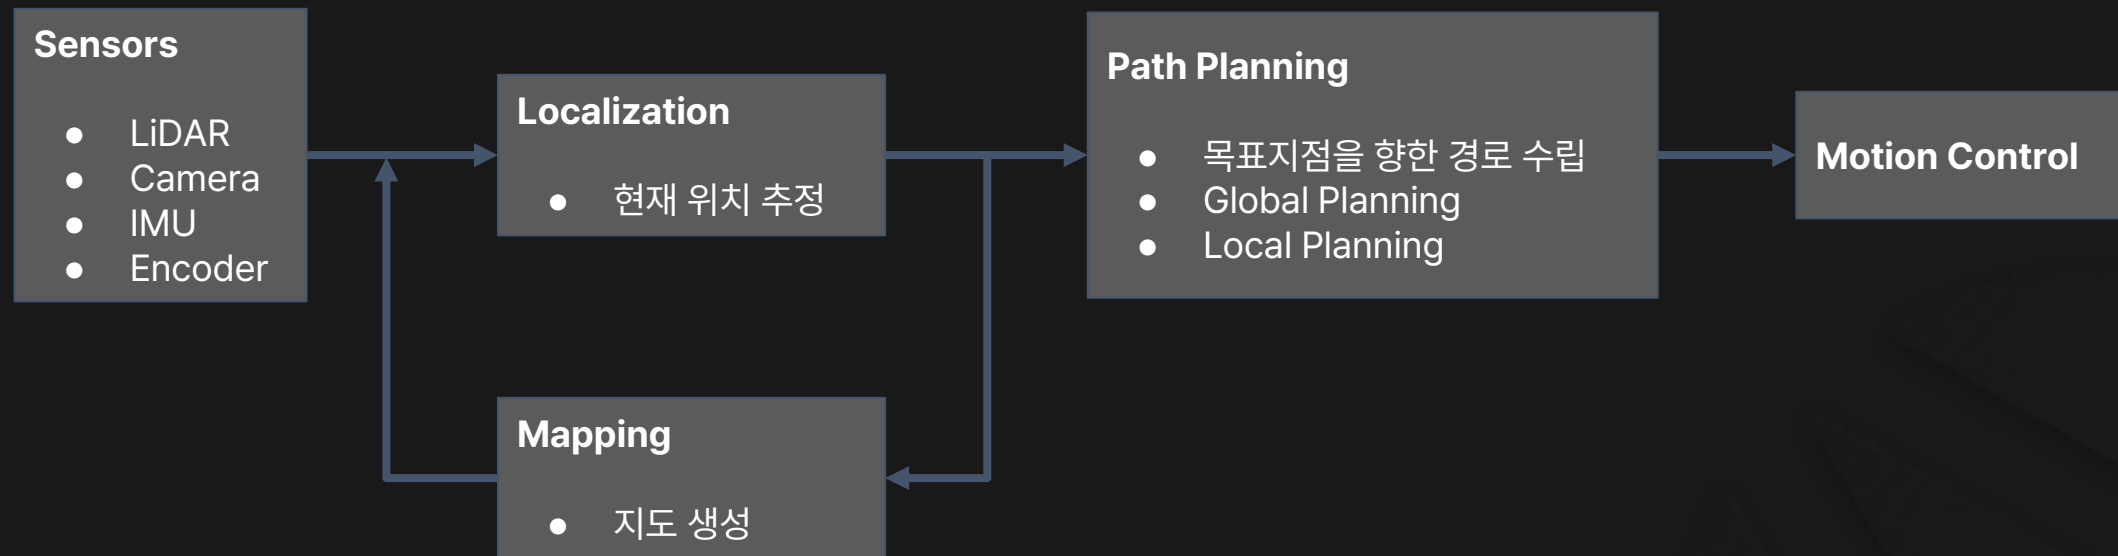 Sensors
● LiDAR
● Camera
● IMU
● Encoder
Localization
● 현재 위치 추정
Mapping
● 지도 생성
Path Planning
● 목표지점을 향한 경로 수립
● Global Planning
● Local Planning
Motion Control